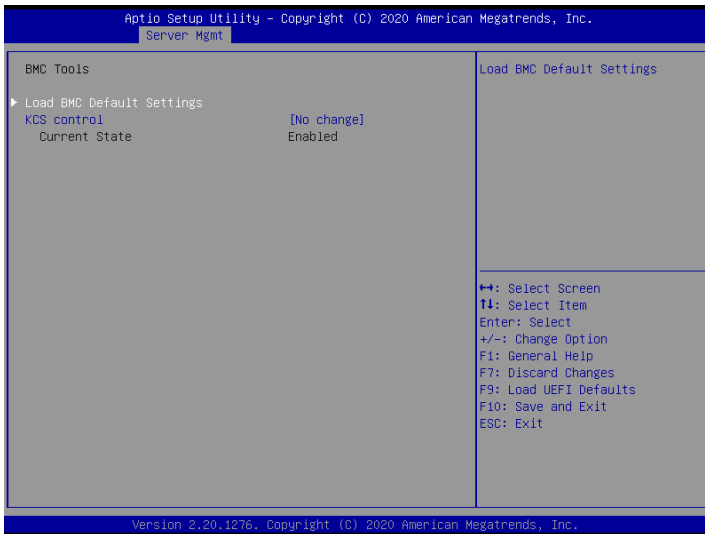 Aptio Setup Utility – Copyright (C) 2020 American Megatrends, Inc.
Server Mgmt
BMC Tools
Load BMC Default Settings
KCS control [No change]
Current State Enabled
Load BMC Default Settings
↔: Select Screen
↑↓: Select Item
Enter: Select
+/-: Change Option
F1: General Help
F7: Discard Changes
F9: Load UEFI Defaults
F10: Save and Exit
ESC: Exit
Version 2.20.1276. Copyright (C) 2020 American Megatrends, Inc.